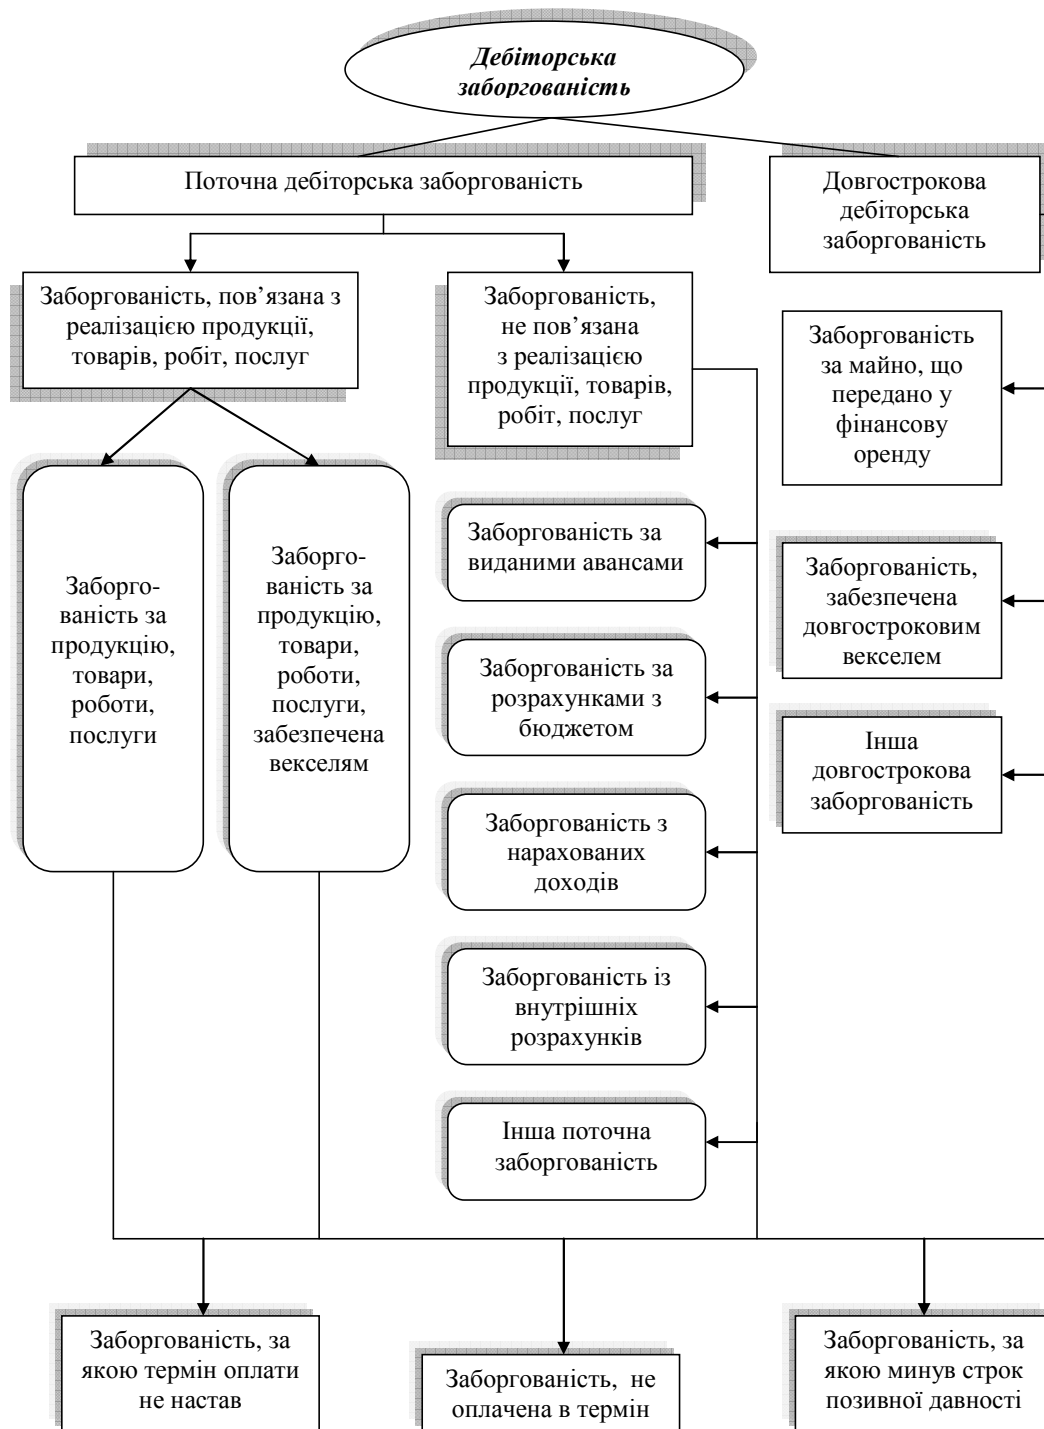 Дебіторська
заборгованість
Поточна дебіторська заборгованість
Довгострокова
дебіторська
заборгованість
Заборгованість, пов’язана з
реалізацією продукції,
товарів, робіт, послуг
Заборгованість,
не пов’язана
з реалізацією
продукції, товарів,
робіт, послуг
Заборгованість
за майно, що
передано у
фінансову
оренду
Заборго-
ваність за
продукцію,
товари,
роботи,
послуги
Заборго-
ваність за
продукцію,
товари,
роботи,
послуги,
забезпечена
векселям
Заборгованість за
виданими авансами
Заборгованість,
забезпечена
довгостроковим
векселем
Заборгованість за
розрахунками з
бюджетом
Інша
довгострокова
заборгованість
Заборгованість з
нарахованих
доходів
Заборгованість із
внутрішніх
розрахунків
Інша поточна
заборгованість
Заборгованість, за
якою термін оплати
не настав
Заборгованість, не
оплачена в термін
Заборгованість, за
якою минув строк
позивної давності